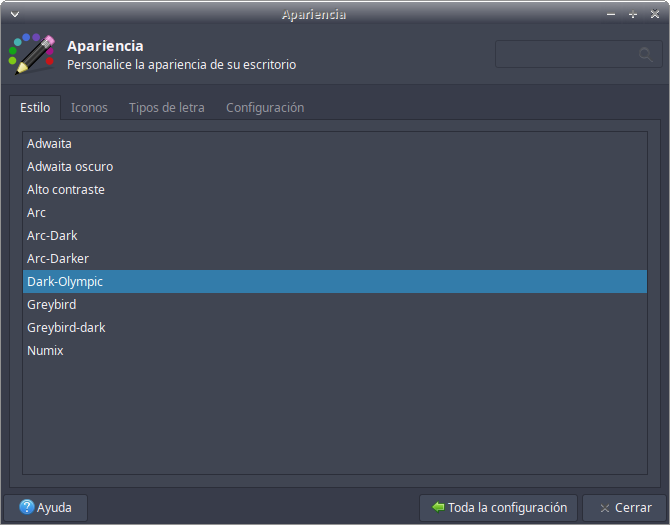 Apariencia
Apariencia
Personalice la apariencia de su escritorio
Estilo Iconos Tipos de letra Configuración
Adwaita
Adwaita oscuro
Alto contraste
Arc
Arc-Dark
Arc-Darker
Dark-Olympic
Greybird
Greybird-dark
Numix
Ayuda Toda la configuración Cerrar